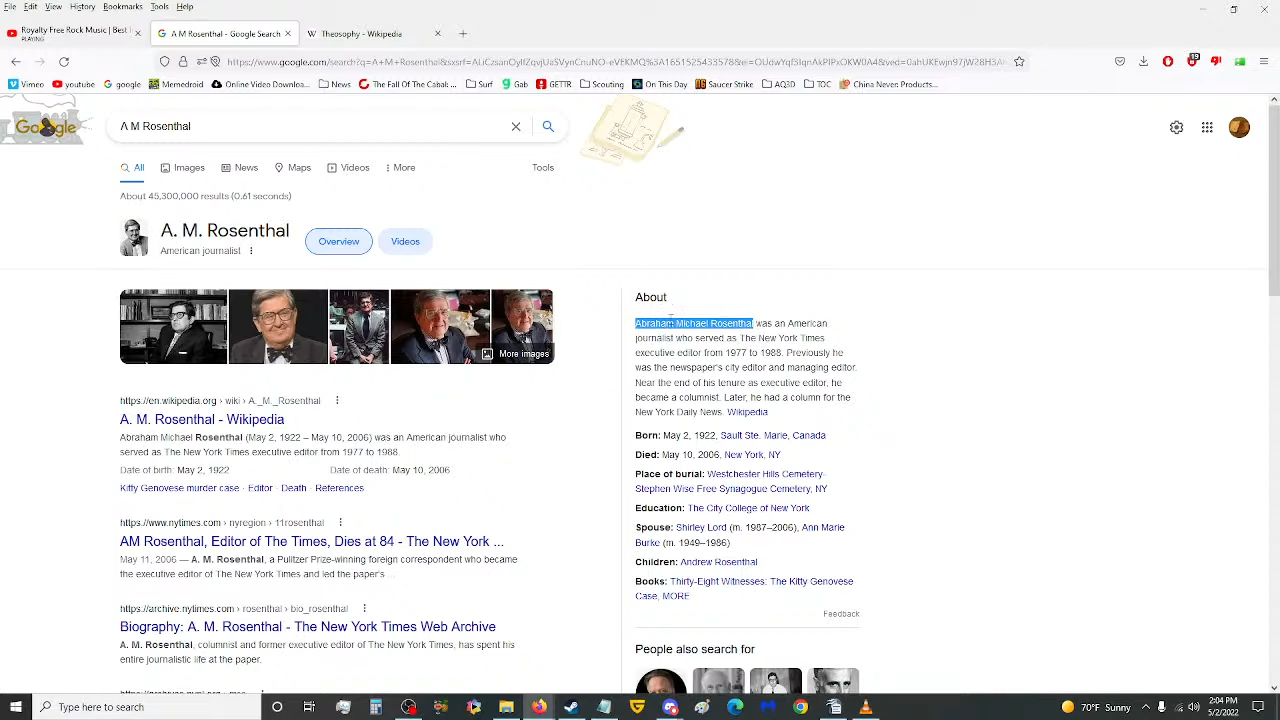 File Edit View History Bookmarks Tools Help
Royalty Free Rock Music | Best
PLAYING
A M Rosenthal - Google Search
Theosophy - Wikipedia
Vimeo youtube google Memedroid Online Video Downloa... News The Fall Of The Cabab... Surf Gab GETTR Scouting On This Day Saucer Strike AQ3D TOC China Never Produces...
Google
A M Rosenthal
All Images News Maps Videos More Tools
About 45,300,000 results (0.61 seconds)
A. M. Rosenthal
American journalist
Overview Videos
More images
https://en.wikipedia.org › wiki › A._M._Rosenthal
A. M. Rosenthal - Wikipedia
Abraham Michael Rosenthal (May 2, 1922 – May 10, 2006) was an American journalist who
served as The New York Times executive editor from 1977 to 1988.
Date of birth: May 2, 1922 Date of death: May 10, 2006
Kitty Genovese murder case · Editor · Death · References
https://www.nytimes.com › nyregion › 11rosenthal
AM Rosenthal, Editor of The Times, Dies at 84 - The New York ...
May 11, 2006 — A. M. Rosenthal, a Pulitzer Prize-winning foreign correspondent who became
the executive editor of The New York Times and led the paper's ...
https://archive.nytimes.com › rosenthal › bio_rosenthal
Biography: A. M. Rosenthal - The New York Times Web Archive
A. M. Rosenthal, columnist and former executive editor of The New York Times, has spent his
entire journalistic life at the paper.
About
Abraham Michael Rosenthal was an American
journalist who served as The New York Times
executive editor from 1977 to 1988. Previously he
was the newspaper's city editor and managing editor.
Near the end of his tenure as executive editor, he
became a columnist. Later, he had a column for the
New York Daily News. Wikipedia
Born: May 2, 1922, Sault Ste. Marie, Canada
Died: May 10, 2006, New York, NY
Place of burial: Westchester Hills Cemetery-
Stephen Wise Free Synagogue Cemetery, NY
Education: The City College of New York
Spouse: Shirley Lord (m. 1987–2006), Ann Marie
Burke (m. 1949–1986)
Children: Andrew Rosenthal
Books: Thirty-Eight Witnesses: The Kitty Genovese
Case, MORE
Feedback
People also search for
Type here to search
70°F Sunny
2:04 PM
5/2/2022